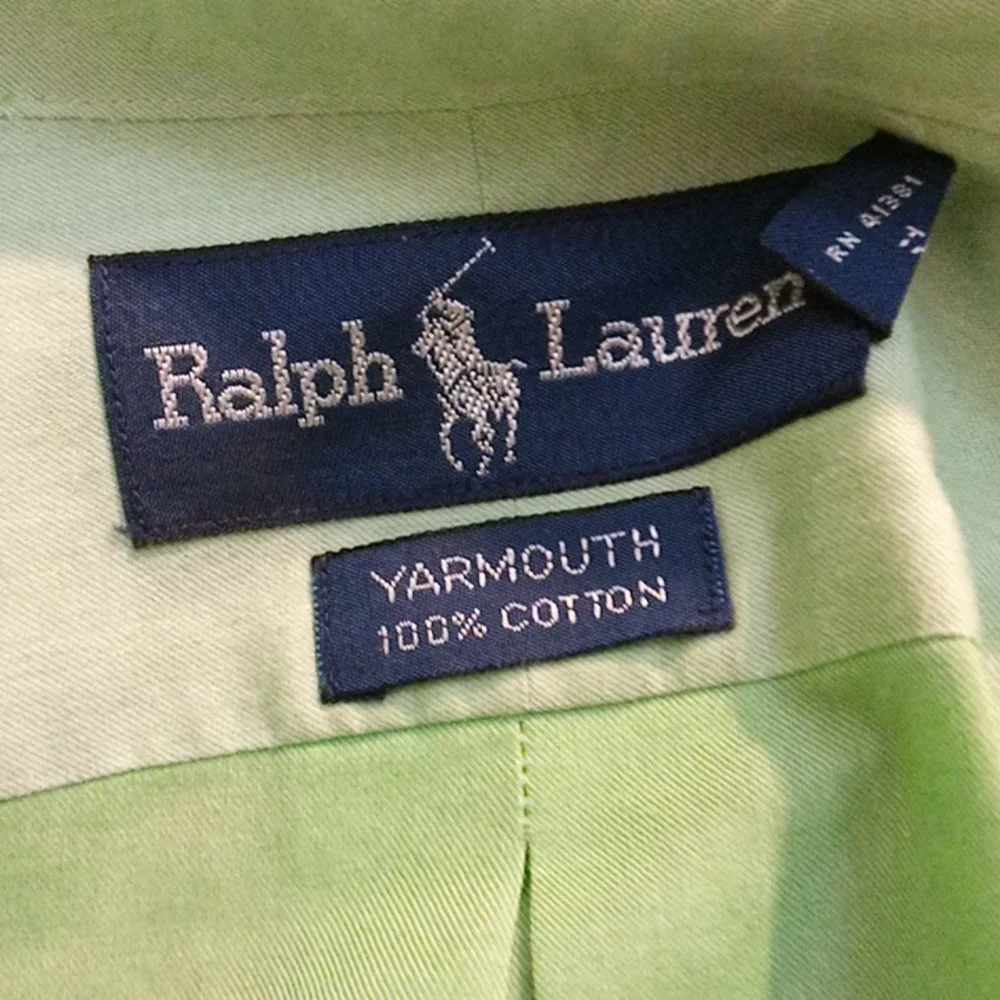 Ralph Lauren
RN 41381
YARMOUTH
100% COTTON